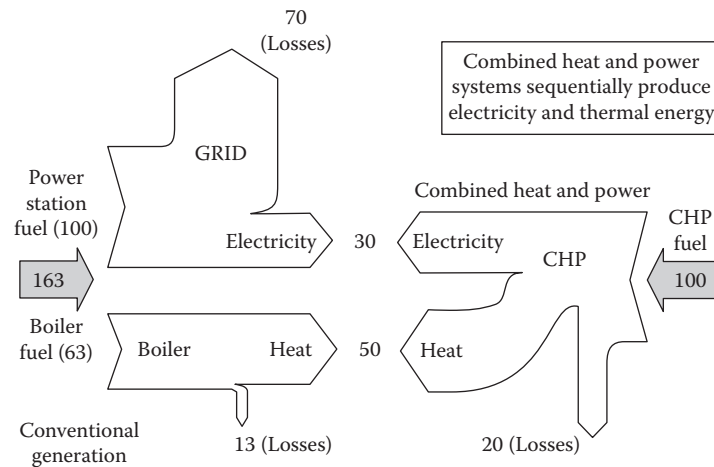 70
(Losses)
Combined heat and power
systems sequentially produce
electricity and thermal energy
GRID
Power
station
fuel (100)
Combined heat and power
CHP
fuel
Electricity
30
Electricity
CHP
163
100
Boiler
fuel (63)
Boiler
Heat
50
Heat
Conventional
generation
13 (Losses)
20 (Losses)